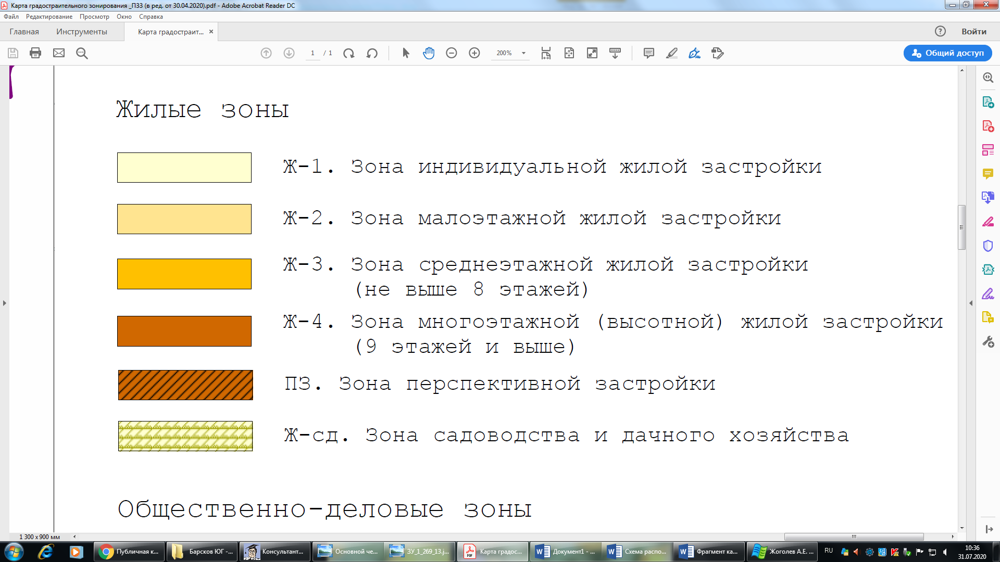 Карта градостроительного зонирования _ПЗЗ (в ред. от 30.04.2020).pdf - Adobe Acrobat Reader DC
Файл Редактирование Просмотр Окно Справка
Главная Инструменты Карта градостраит... Войти
1 / 1 200% Общий доступ
Жилые зоны
Ж-1. Зона индивидуальной жилой застройки
Ж-2. Зона малоэтажной жилой застройки
Ж-3. Зона среднеэтажной жилой застройки
(не выше 8 этажей)
Ж-4. Зона многоэтажной (высотной) жилой застройки
(9 этажей и выше)
ПЗ. Зона перспективной застройки
Ж-сд. Зона садоводства и дачного хозяйства
Общественно-деловые зоны
1 300 x 900 мм
Публичная к... Барсков ЮГ -... Консультант... Основной че... ЗУ_1_269_13.j... Карта градос... Документ1 - ... Схема распо... Фрагмент ка... Жоголев А.Е. ... RU 10:36
31.07.2020